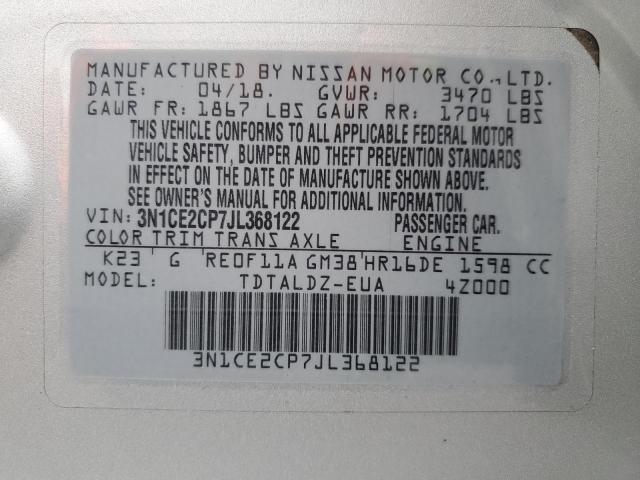 MANUFACTURED BY NISSAN MOTOR CO., LTD.
DATE: 04/18. GVWR: 3470 LBS
GAWR FR: 1867 LBS GAWR RR: 1704 LBS
THIS VEHICLE CONFORMS TO ALL APPLICABLE FEDERAL MOTOR
VEHICLE SAFETY, BUMPER AND THEFT PREVENTION STANDARDS
IN EFFECT ON THE DATE OF MANUFACTURE SHOWN ABOVE.
SEE OWNER'S MANUAL FOR ADDITIONAL INFORMATION.
VIN: 3N1CE2CP7JL368122 PASSENGER CAR.
COLOR TRIM TRANS AXLE ENGINE
K23 G RE0F11A GM38 HR16DE 1598 CC
MODEL: TDTALDZ-EUA 4Z000
3N1CE2CP7JL368122